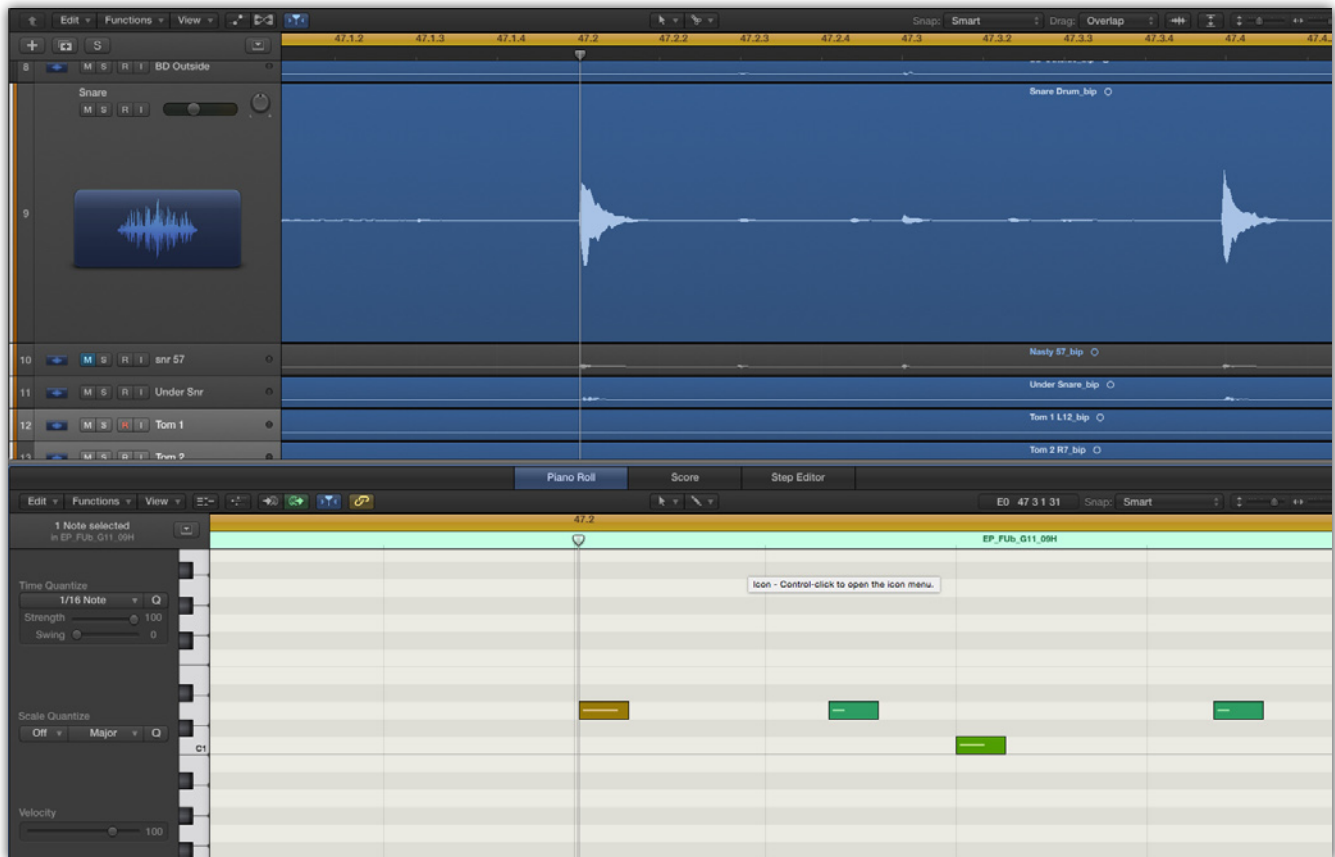 Edit Functions View Snap: Smart Drag: Overlap
S 47.1.2 47.1.3 47.1.4 47.2 47.2.2 47.2.3 47.2.4 47.3 47.3.2 47.3.3 47.3.4 47.4 47.4.
8 M S R I BD Outside
Snare Snare Drum_bip
M S R I
9
10 M S R I snr 57 Nasty 57_bip
11 M S R I Under Snr Under Snare_bip
12 M S R I Tom 1 Tom 1 L12_bip
13 M S R I Tom 2 Tom 2 R7_bip
Piano Roll Score Step Editor
Edit Functions View E0 47 3 1 31 Snap: Smart
1 Note selected 47.2
in EP_FUb_G11_09H EP_FUb_G11_09H
Icon - Control-click to open the icon menu.
Time Quantize
1/16 Note Q
Strength 100
Swing 0
Scale Quantize
Off Major Q
C1
Velocity
100